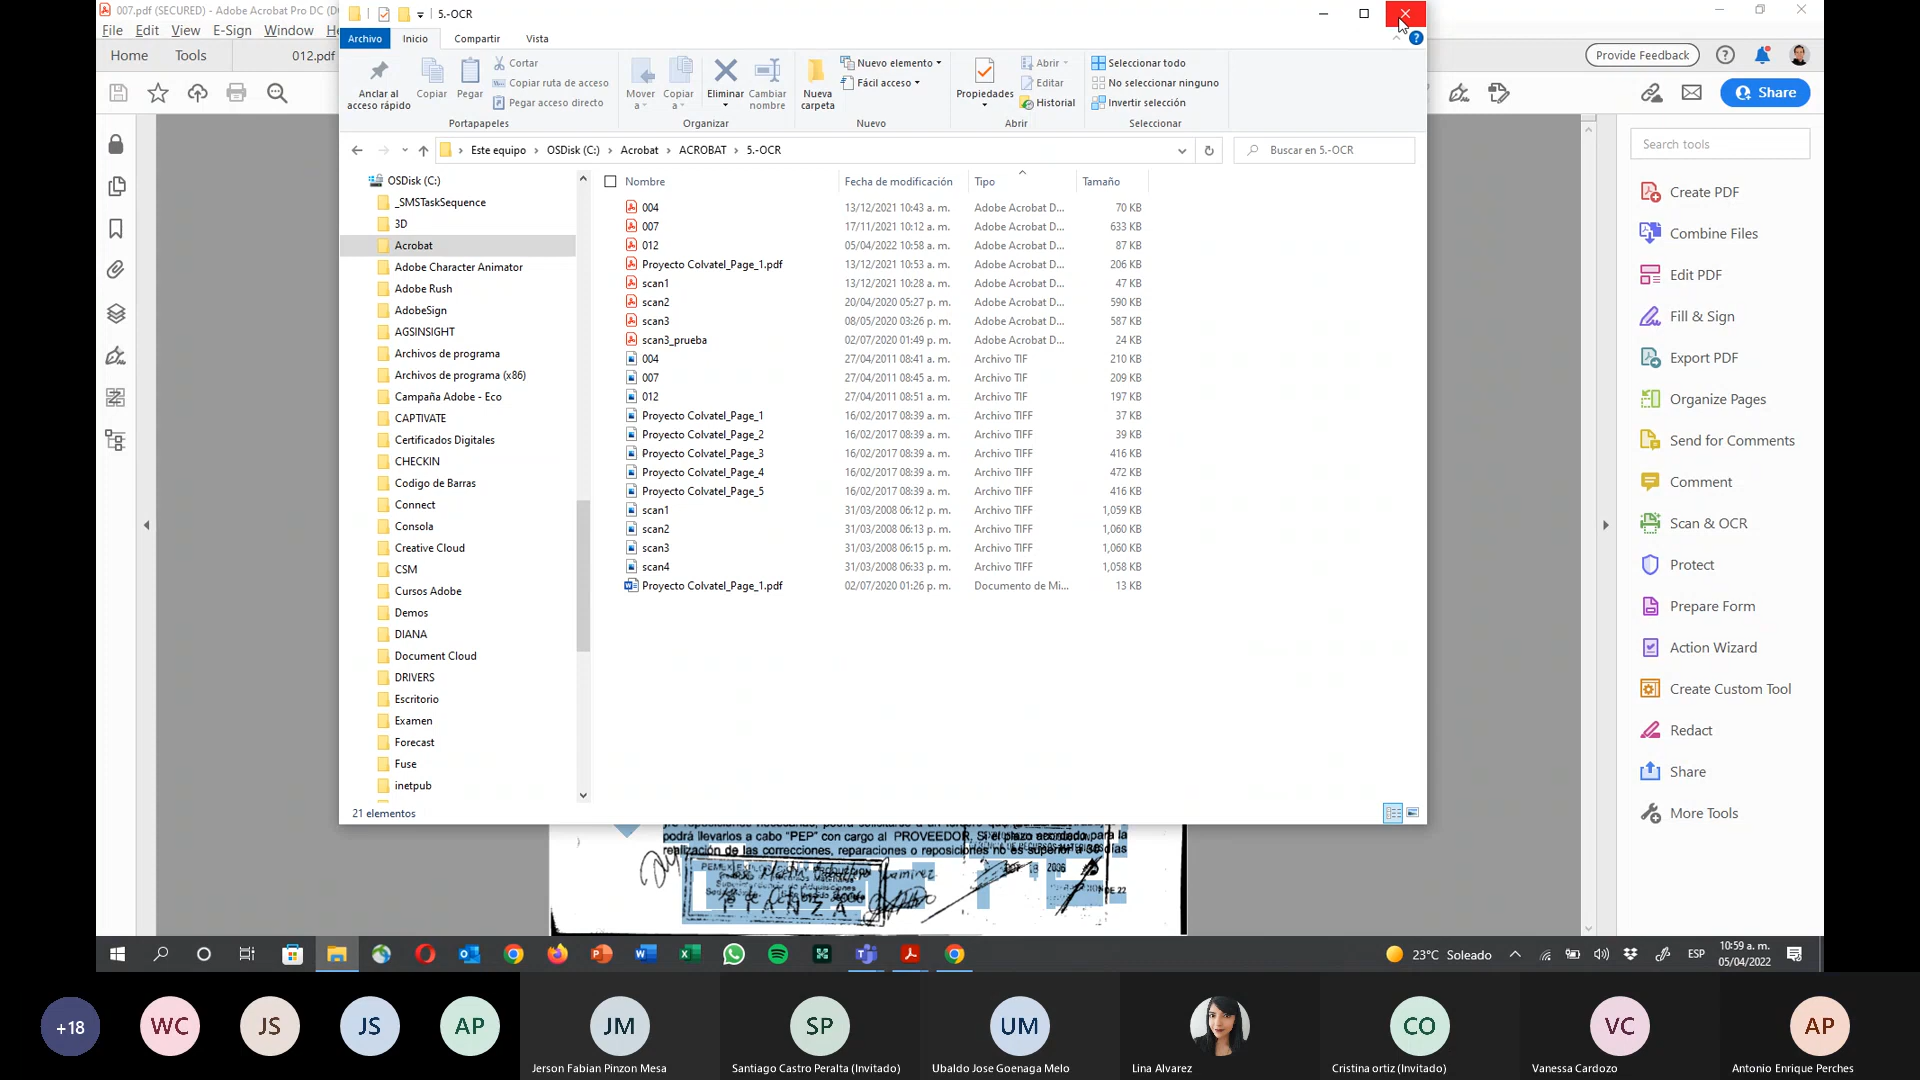 007.pdf (SECURED) - Adobe Acrobat Pro DC
File Edit View E-Sign Window
Home Tools 012.pdf
5.-OCR
Archivo Inicio Compartir Vista
Anclar al acceso rápido
Copiar
Pegar
Cortar
Copiar ruta de acceso
Pegar acceso directo
Portapapeles
Mover a
Copiar a
Eliminar
Cambiar nombre
Organizar
Nueva carpeta
Nuevo elemento
Fácil acceso
Nuevo
Propiedades
Abrir
Editar
Historial
Abrir
Seleccionar todo
No seleccionar ninguno
Invertir selección
Seleccionar
Provide Feedback
Share
Este equipo > OSDisk (C:) > Acrobat > ACROBAT > 5.-OCR
Buscar en 5.-OCR
OSDisk (C:)
_SMSTaskSequence
3D
Acrobat
Adobe Character Animator
Adobe Rush
AdobeSign
AGSINSIGHT
Archivos de programa
Archivos de programa (x86)
Campaña Adobe - Eco
CAPTIVATE
Certificados Digitales
CHECKIN
Codigo de Barras
Connect
Consola
Creative Cloud
CSM
Cursos Adobe
Demos
DIANA
Document Cloud
DRIVERS
Escritorio
Examen
Forecast
Fuse
inetpub
Nombre Fecha de modificación Tipo Tamaño
004 13/12/2021 10:43 a. m. Adobe Acrobat D... 70 KB
007 17/11/2021 10:12 a. m. Adobe Acrobat D... 633 KB
012 05/04/2022 10:58 a. m. Adobe Acrobat D... 87 KB
Proyecto Colvatel_Page_1.pdf 13/12/2021 10:53 a. m. Adobe Acrobat D... 206 KB
scan1 13/12/2021 10:28 a. m. Adobe Acrobat D... 47 KB
scan2 20/04/2020 05:27 p. m. Adobe Acrobat D... 590 KB
scan3 08/05/2020 03:26 p. m. Adobe Acrobat D... 587 KB
scan3_prueba 02/07/2020 01:49 p. m. Adobe Acrobat D... 24 KB
004 27/04/2011 08:41 a. m. Archivo TIF 210 KB
007 27/04/2011 08:45 a. m. Archivo TIF 209 KB
012 27/04/2011 08:51 a. m. Archivo TIF 197 KB
Proyecto Colvatel_Page_1 16/02/2017 08:39 a. m. Archivo TIFF 37 KB
Proyecto Colvatel_Page_2 16/02/2017 08:39 a. m. Archivo TIFF 39 KB
Proyecto Colvatel_Page_3 16/02/2017 08:39 a. m. Archivo TIFF 416 KB
Proyecto Colvatel_Page_4 16/02/2017 08:39 a. m. Archivo TIFF 472 KB
Proyecto Colvatel_Page_5 16/02/2017 08:39 a. m. Archivo TIFF 416 KB
scan1 31/03/2008 06:12 p. m. Archivo TIFF 1,059 KB
scan2 31/03/2008 06:13 p. m. Archivo TIFF 1,060 KB
scan3 31/03/2008 06:15 p. m. Archivo TIFF 1,060 KB
scan4 31/03/2008 06:33 p. m. Archivo TIFF 1,058 KB
Proyecto Colvatel_Page_1.pdf 02/07/2020 01:26 p. m. Documento de Mi... 13 KB
21 elementos
Search tools
Create PDF
Combine Files
Edit PDF
Fill & Sign
Export PDF
Organize Pages
Send for Comments
Comment
Scan & OCR
Protect
Prepare Form
Action Wizard
Create Custom Tool
Redact
Share
More Tools
podrá llevarlos a cabo "PEP" con cargo al PROVEEDOR. Si el plazo acordado para la
realización de las correcciones, reparaciones o reposiciones no es superior a 30 días
2006
DE 22
23°C Soleado
ESP
10:59 a. m.
05/04/2022
+18
WC
JS
JS
AP
JM
SP
UM
CO
VC
AP
Jerson Fabian Pinzon Mesa
Santiago Castro Peralta (Invitado)
Ubaldo Jose Goenaga Melo
Lina Alvarez
Cristina ortiz (Invitado)
Vanessa Cardozo
Antonio Enrique Perches